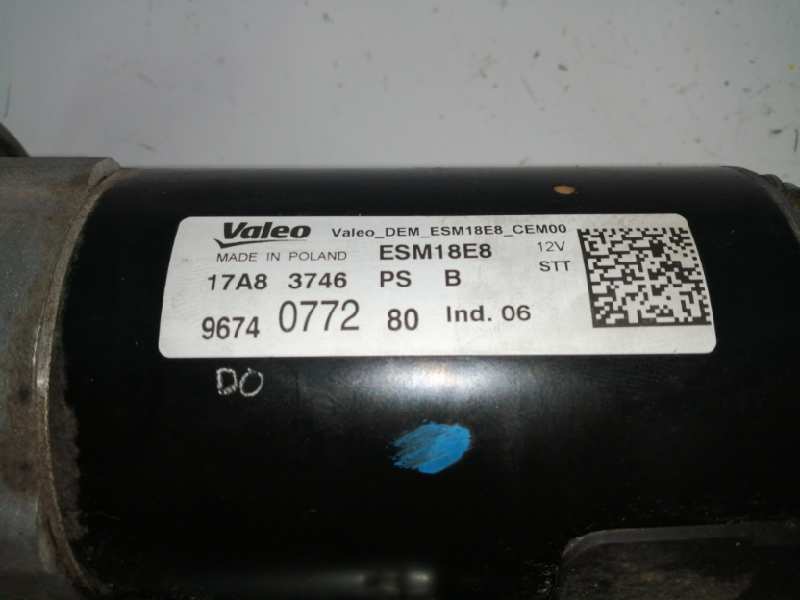 Valeo Valeo_DEM_ESM18E8_CEM00
MADE IN POLAND ESM18E8 12V
17A8 3746 PS B STT
9674 0772 80 Ind. 06
DO